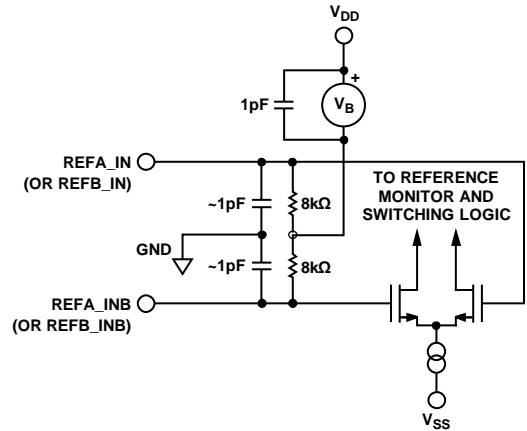 VDD
+
1pF
VB
REFA_IN
(OR REFB_IN)
TO REFERENCE
MONITOR AND
SWITCHING LOGIC
~1pF
8kΩ
GND
~1pF
8kΩ
REFA_INB
(OR REFB_INB)
VSS